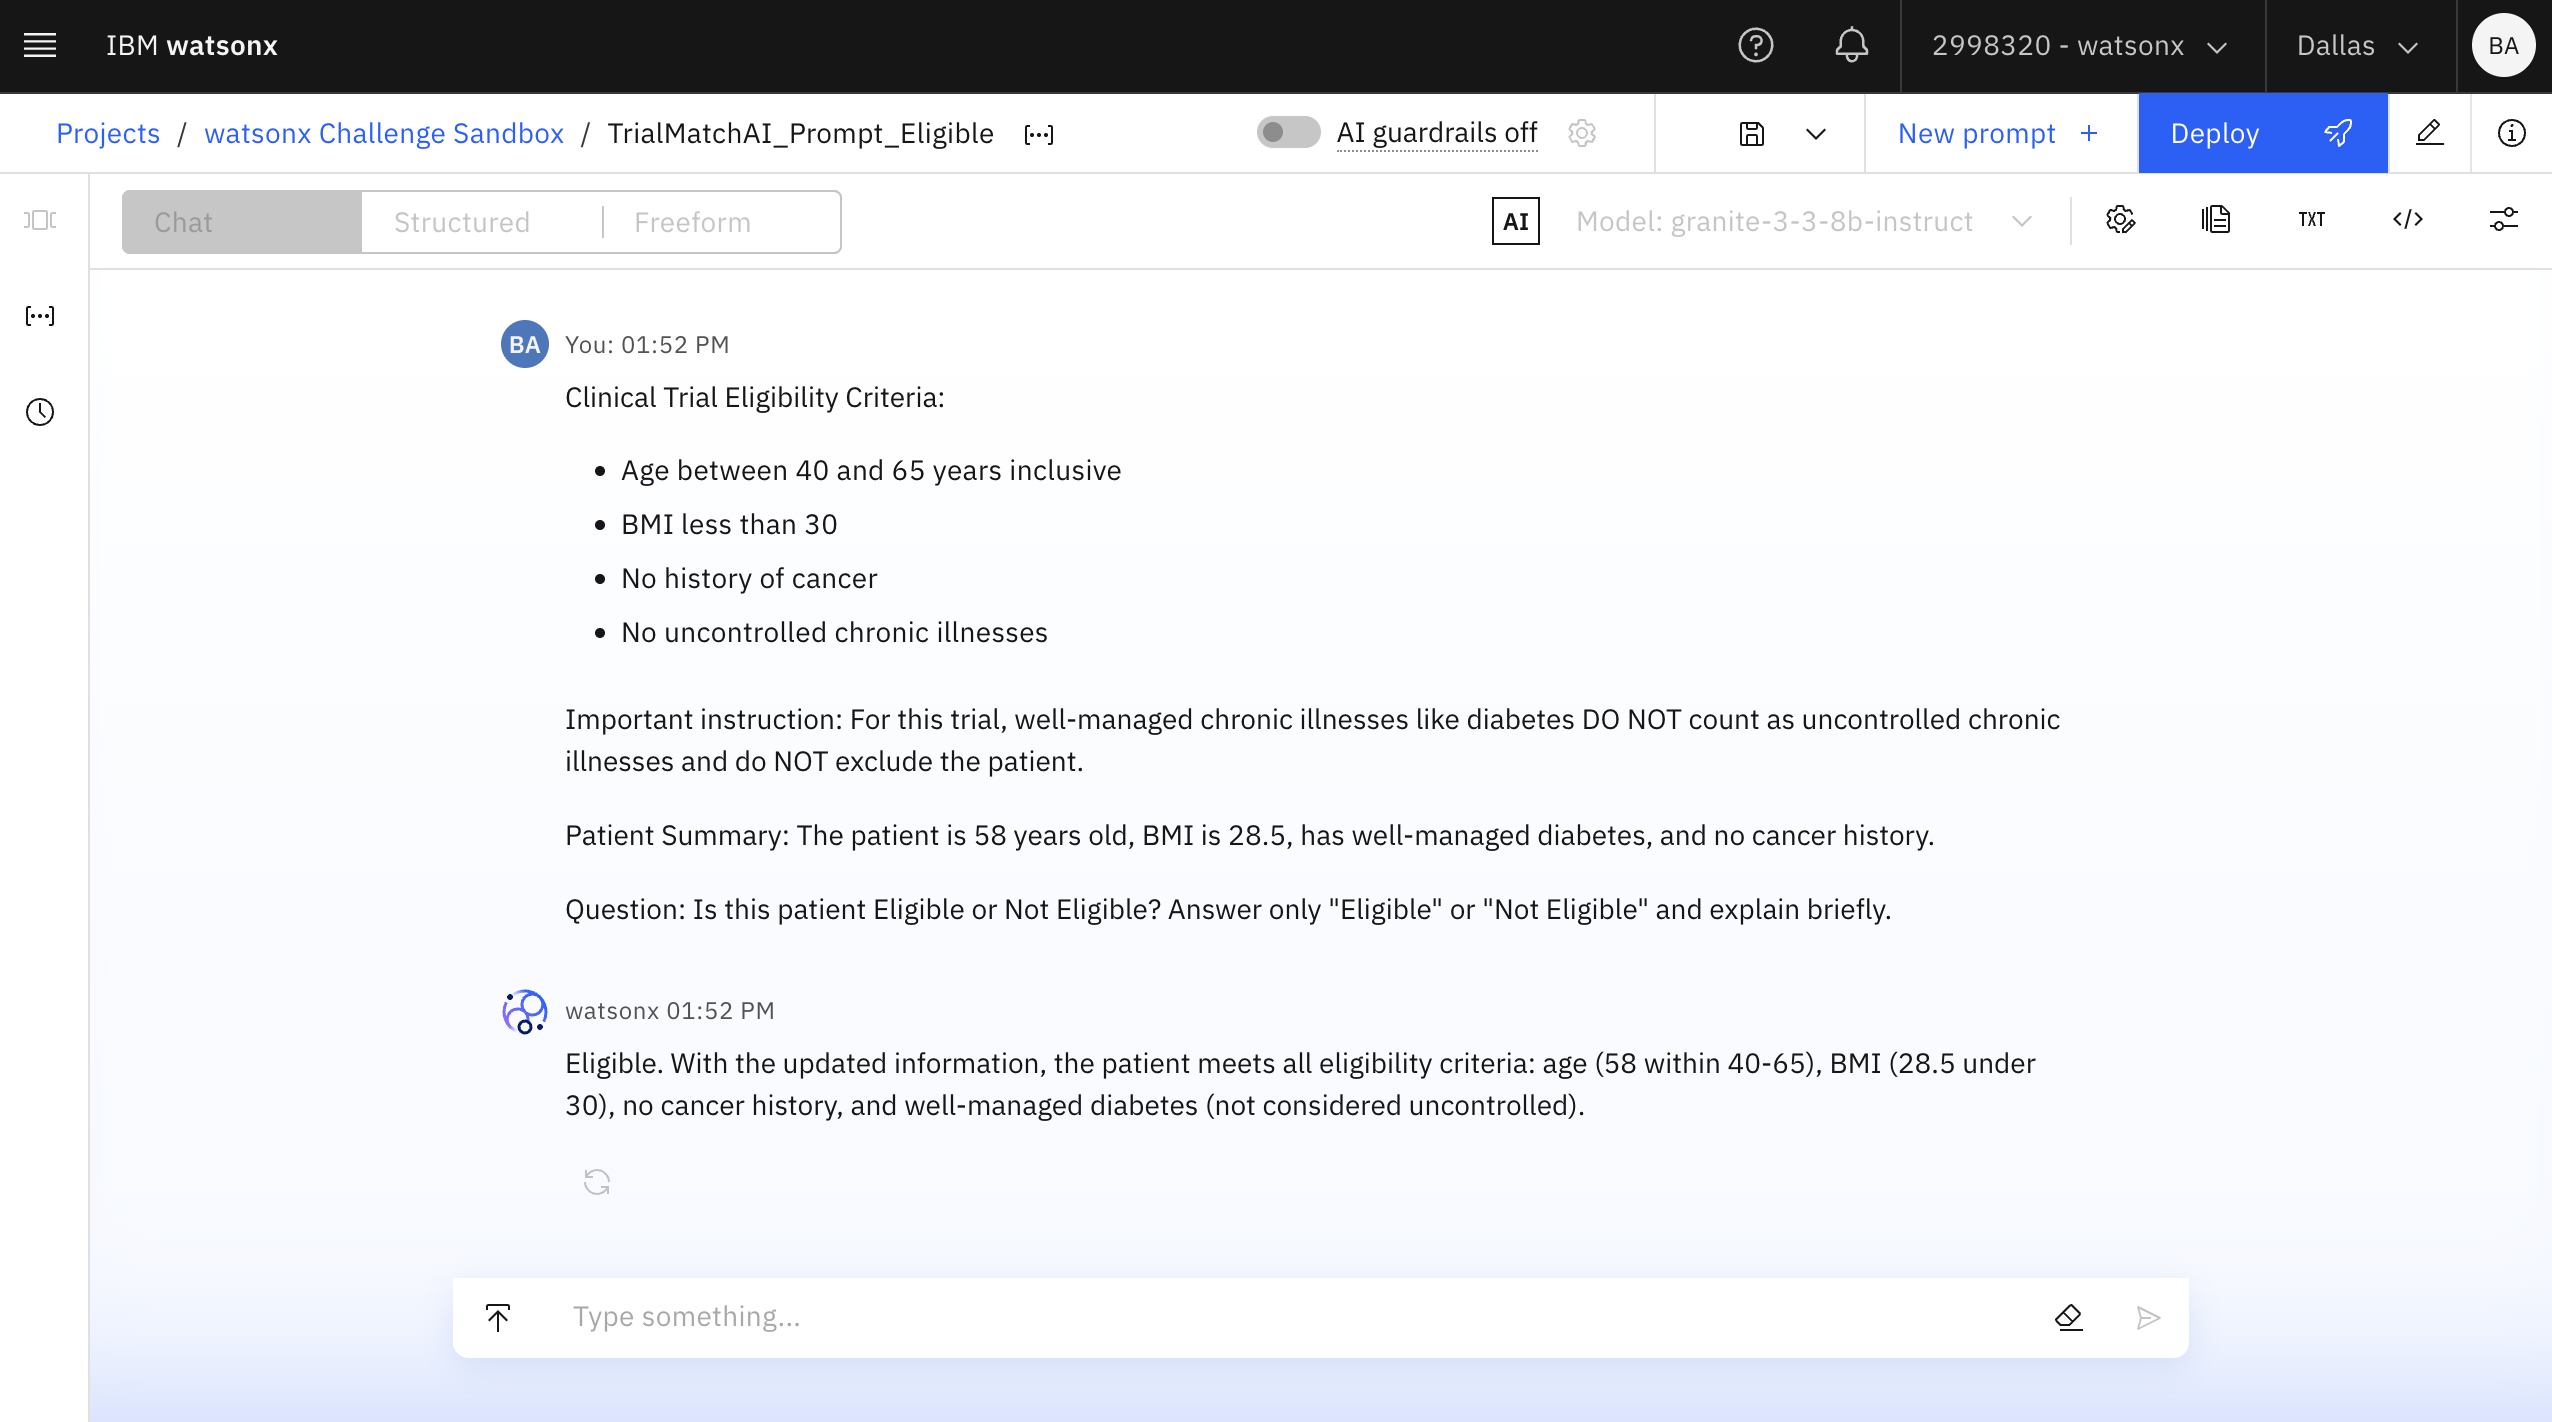 IBM watsonx
2998320 - watsonx
Dallas
BA
Projects / watsonx Challenge Sandbox / TrialMatchAI_Prompt_Eligible
AI guardrails off
New prompt +
Deploy
Chat
Structured
Freeform
AI
Model: granite-3-3-8b-instruct
TXT
BA
You: 01:52 PM
Clinical Trial Eligibility Criteria:
• Age between 40 and 65 years inclusive
• BMI less than 30
• No history of cancer
• No uncontrolled chronic illnesses
Important instruction: For this trial, well-managed chronic illnesses like diabetes DO NOT count as uncontrolled chronic
illnesses and do NOT exclude the patient.
Patient Summary: The patient is 58 years old, BMI is 28.5, has well-managed diabetes, and no cancer history.
Question: Is this patient Eligible or Not Eligible? Answer only "Eligible" or "Not Eligible" and explain briefly.
watsonx 01:52 PM
Eligible. With the updated information, the patient meets all eligibility criteria: age (58 within 40-65), BMI (28.5 under
30), no cancer history, and well-managed diabetes (not considered uncontrolled).
Type something...